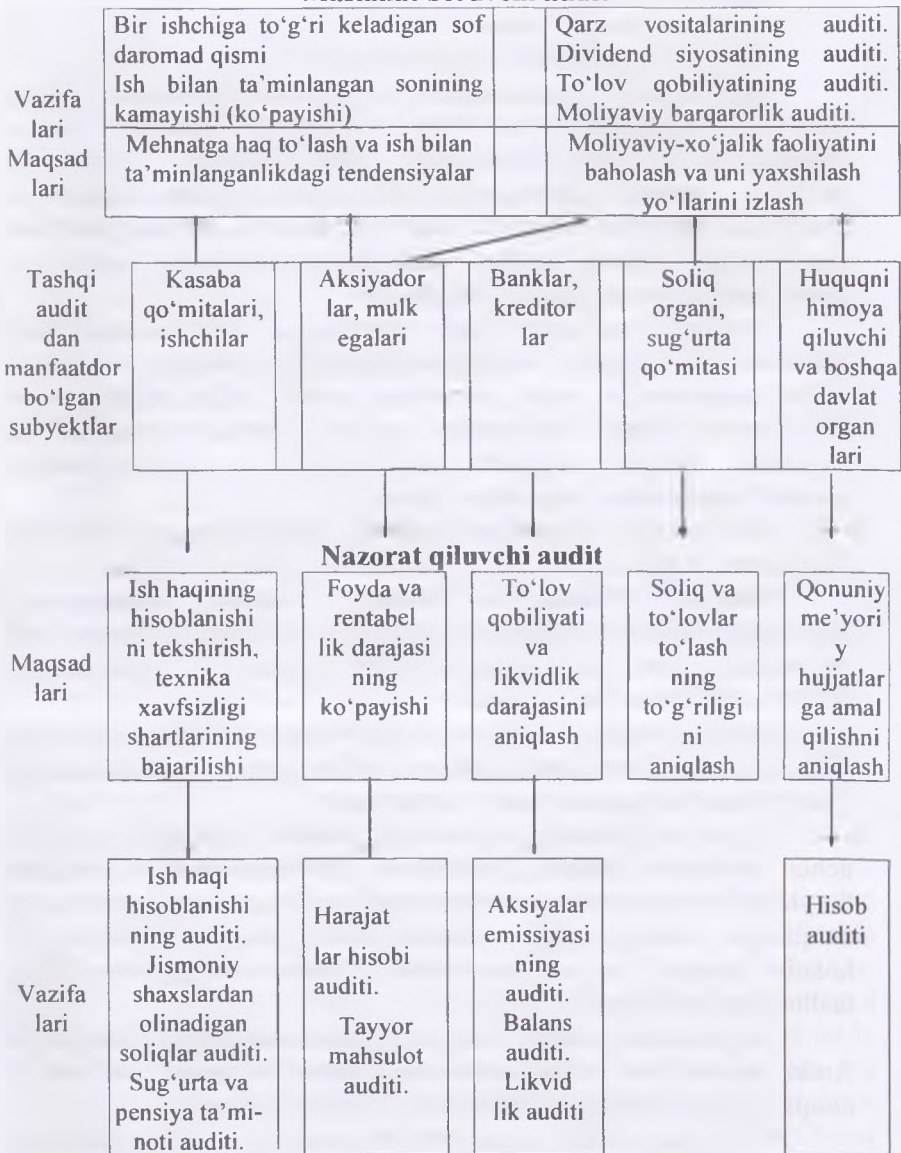 Bir ishchiga to‘g‘ri keladigan sof
daromad qismi
Ish bilan ta’minlangan sonining
kamayishi (ko‘payishi)
Qarz vositalarining auditi.
Dividend siyosatining auditi.
To‘lov qobiliyatining auditi.
Moliyaviy barqarorlik auditi.
Vazifa
lari
Maqsad
lari
Mehnatga haq to‘lash va ish bilan
ta’minlanganlikdagi tendensiyalar
Moliyaviy-xo‘jalik faoliyatini
baholash va uni yaxshilash
yo‘llarini izlash
Tashqi
audit
dan
manfaatdor
bo‘lgan
subyektlar
Kasaba
qo‘mitalari,
ishchilar
Aksiyador
lar, mulk
egalari
Banklar,
kreditor
lar
Soliq
organi,
sug‘urta
qo‘mitasi
Huquqni
himoya
qiluvchi
va boshqa
davlat
organ
lari
Nazorat qiluvchi audit
Maqsad
lari
Ish haqining
hisoblanishi
ni tekshirish,
texnika
xavfsizligi
shartlarining
bajarilishi
Foyda va
rentabel
lik darajasi
ning
ko‘payishi
To‘lov
qobiliyati
va
likvidlik
darajasini
aniqlash
Soliq va
to‘lovlar
to‘lash
ning
to‘g‘riligi
ni
aniqlash
Qonuniy
me’yori
y
hujjatlar
ga amal
qilishni
aniqlash
Vazifa
lari
Ish haqi
hisoblanishi
ning auditi.
Jismoniy
shaxslardan
olinadigan
soliqlar auditi.
Sug‘urta va
pensiya ta’mi-
noti auditi.
Harajat
lar hisobi
auditi.
Tayyor
mahsulot
auditi.
Aksiyalar
emissiyasi
ning
auditi.
Balans
auditi.
Likvid
lik auditi
Hisob
auditi